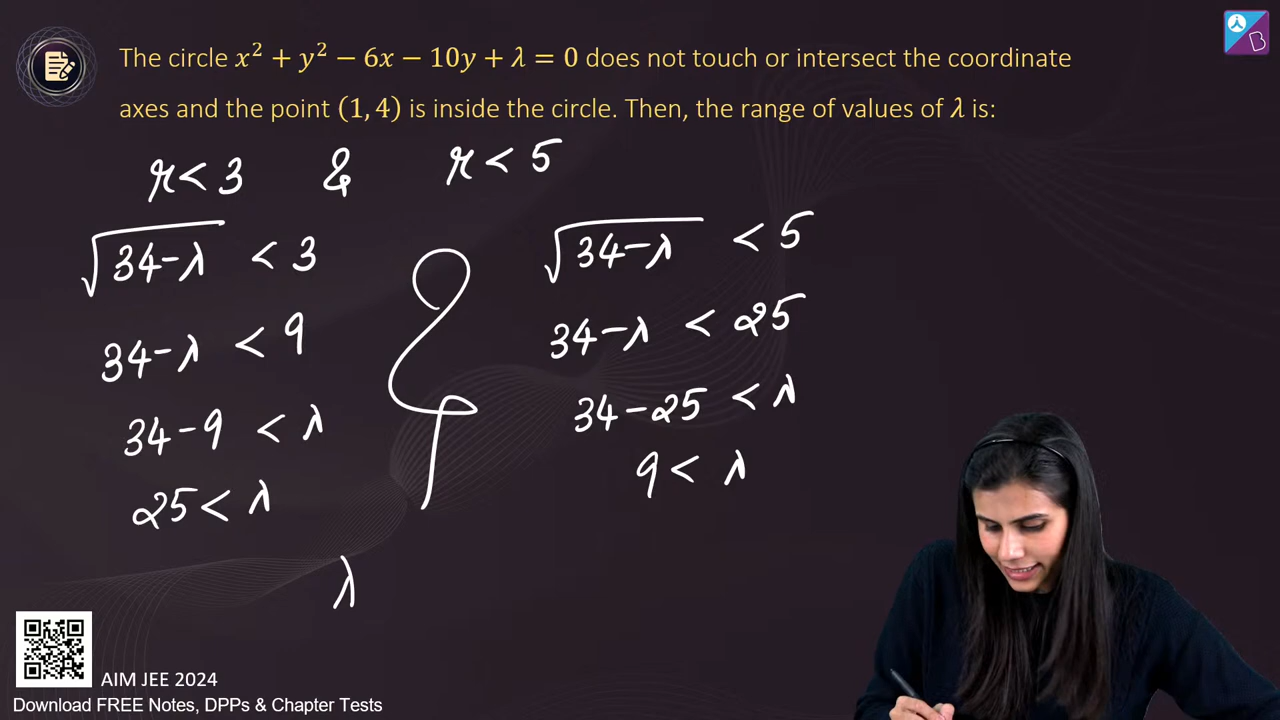 The circle x² + y² − 6x − 10y + λ = 0 does not touch or intersect the coordinate
axes and the point (1, 4) is inside the circle. Then, the range of values of λ is:
r < 3 & r < 5
√(34-λ) < 3 & √(34-λ) < 5
34-λ < 9 34-λ < 25
34-9 < λ 34-25 < λ
25 < λ 9 < λ
λ
AIM JEE 2024
Download FREE Notes, DPPs & Chapter Tests
B